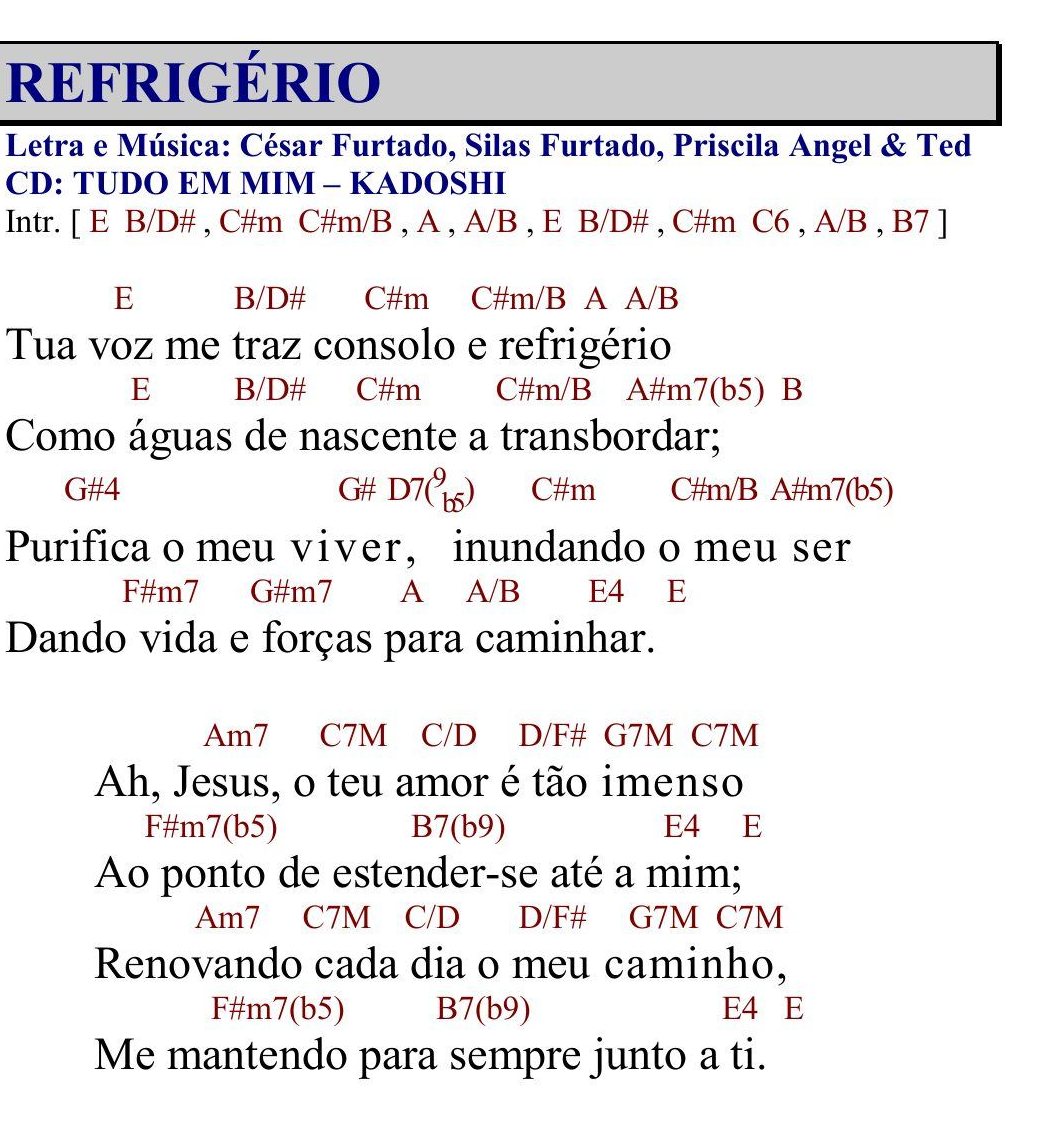 REFRIGÉRIO
Letra e Música: César Furtado, Silas Furtado, Priscila Angel & Ted
CD: TUDO EM MIM – KADOSHI
Intr. [ E B/D# , C#m C#m/B , A , A/B , E B/D# , C#m C6 , A/B , B7 ]
E B/D# C#m C#m/B A A/B
Tua voz me traz consolo e refrigério
E B/D# C#m C#m/B A#m7(b5) B
Como águas de nascente a transbordar;
G#4 G# D7(9 b5) C#m C#m/B A#m7(b5)
Purifica o meu viver, inundando o meu ser
F#m7 G#m7 A A/B E4 E
Dando vida e forças para caminhar.
Am7 C7M C/D D/F# G7M C7M
Ah, Jesus, o teu amor é tão imenso
F#m7(b5) B7(b9) E4 E
Ao ponto de estender-se até a mim;
Am7 C7M C/D D/F# G7M C7M
Renovando cada dia o meu caminho,
F#m7(b5) B7(b9) E4 E
Me mantendo para sempre junto a ti.